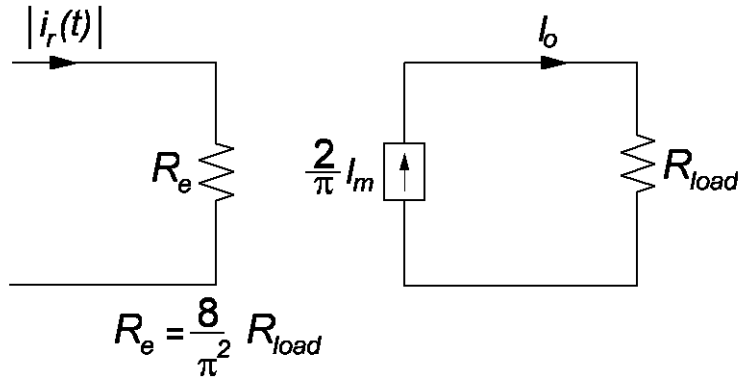 |i_r(t)|
I_o
R_e
2/π I_m
R_load
R_e = 8/π² R_load